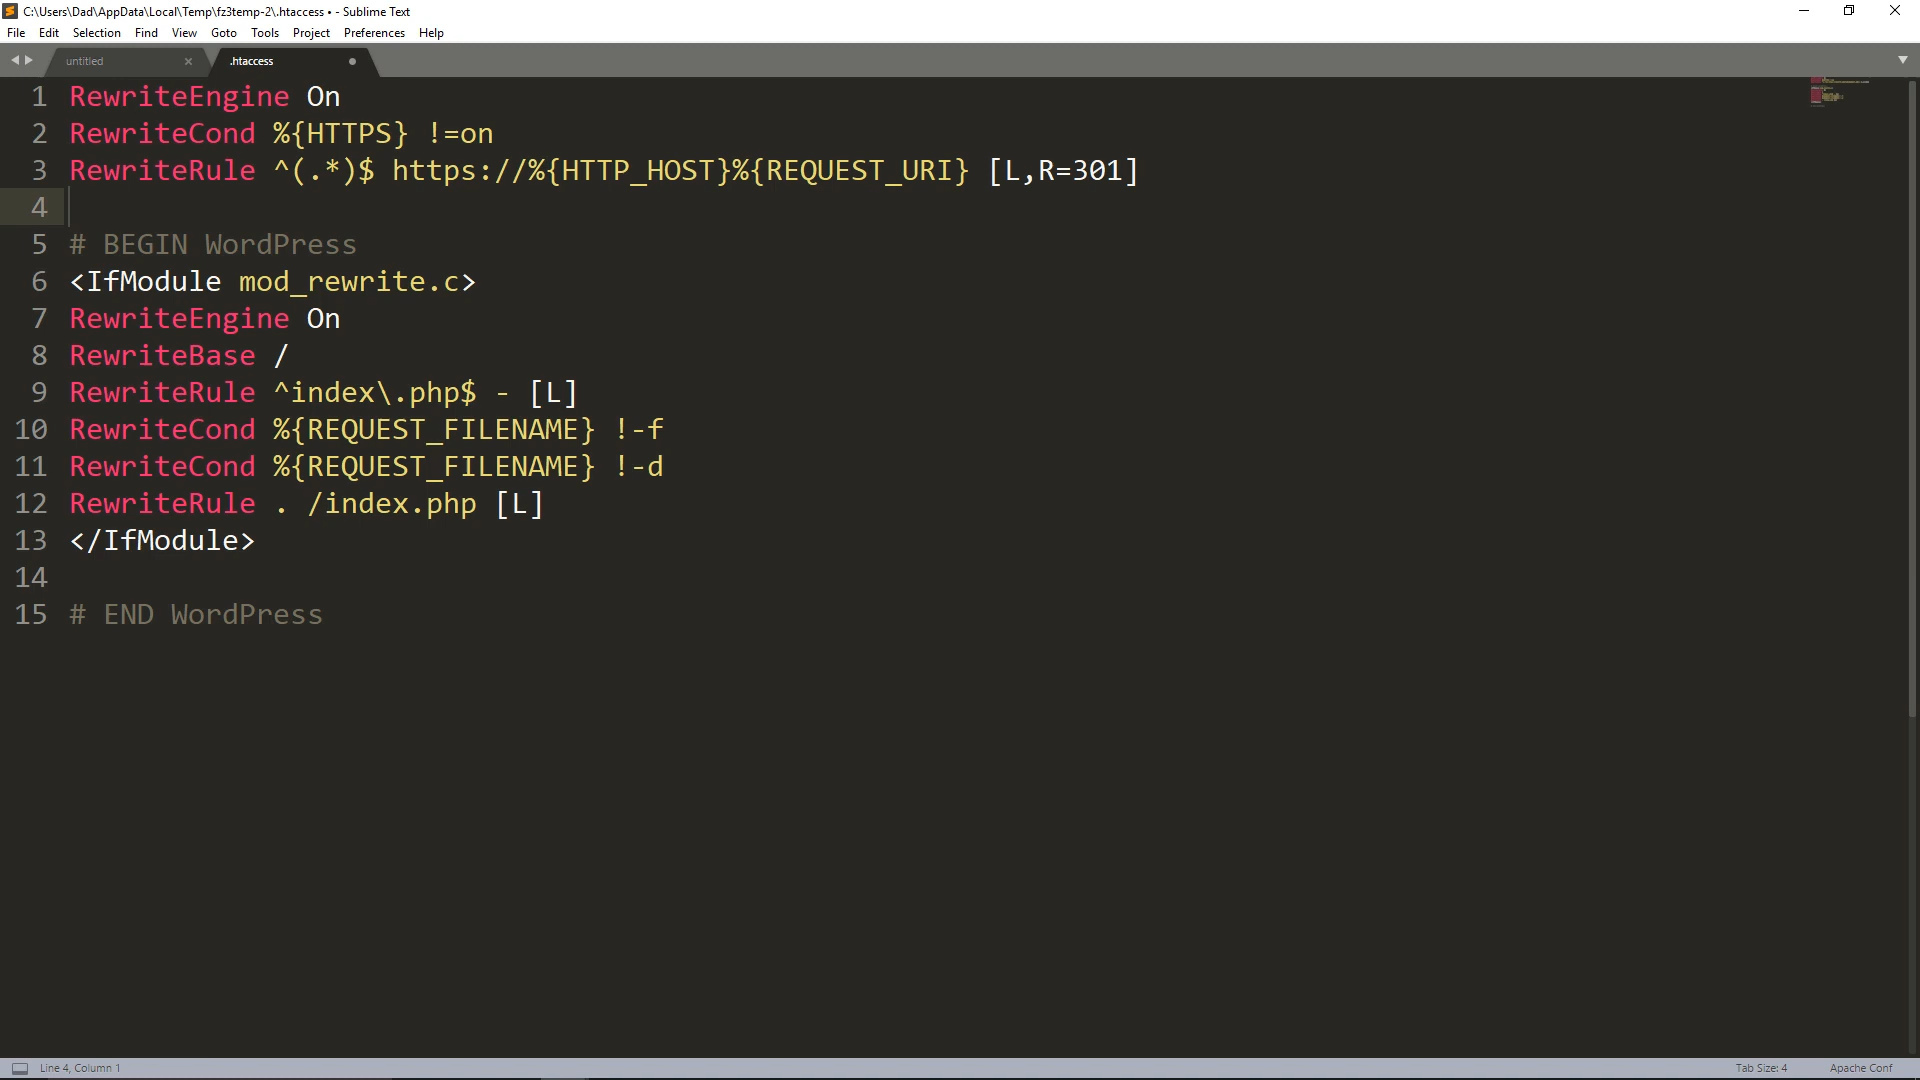 C:\Users\Dad\AppData\Local\Temp\fz3temp-2\.htaccess • - Sublime Text
File Edit Selection Find View Goto Tools Project Preferences Help
untitled .htaccess
1 RewriteEngine On
2 RewriteCond %{HTTPS} !=on
3 RewriteRule ^(.*)$ https://%{HTTP_HOST}%{REQUEST_URI} [L,R=301]
4
5 # BEGIN WordPress
6 <IfModule mod_rewrite.c>
7 RewriteEngine On
8 RewriteBase /
9 RewriteRule ^index\.php$ - [L]
10 RewriteCond %{REQUEST_FILENAME} !-f
11 RewriteCond %{REQUEST_FILENAME} !-d
12 RewriteRule . /index.php [L]
13 </IfModule>
14
15 # END WordPress
Line 4, Column 1 Tab Size: 4 Apache Conf